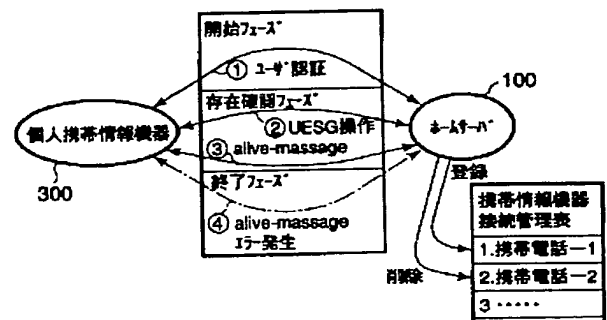 開始フェーズ
① ユーザ認証
100
存在確認フェーズ
個人携帯情報機器
② UESG操作
ホームサーバ
③ alive-massage
300
終了フェーズ
登録
④ alive-massage
エラー発生
携帯情報機器
接続管理表
1.携帯電話ー1
削除
2.携帯電話ー2
3 ・・・・・